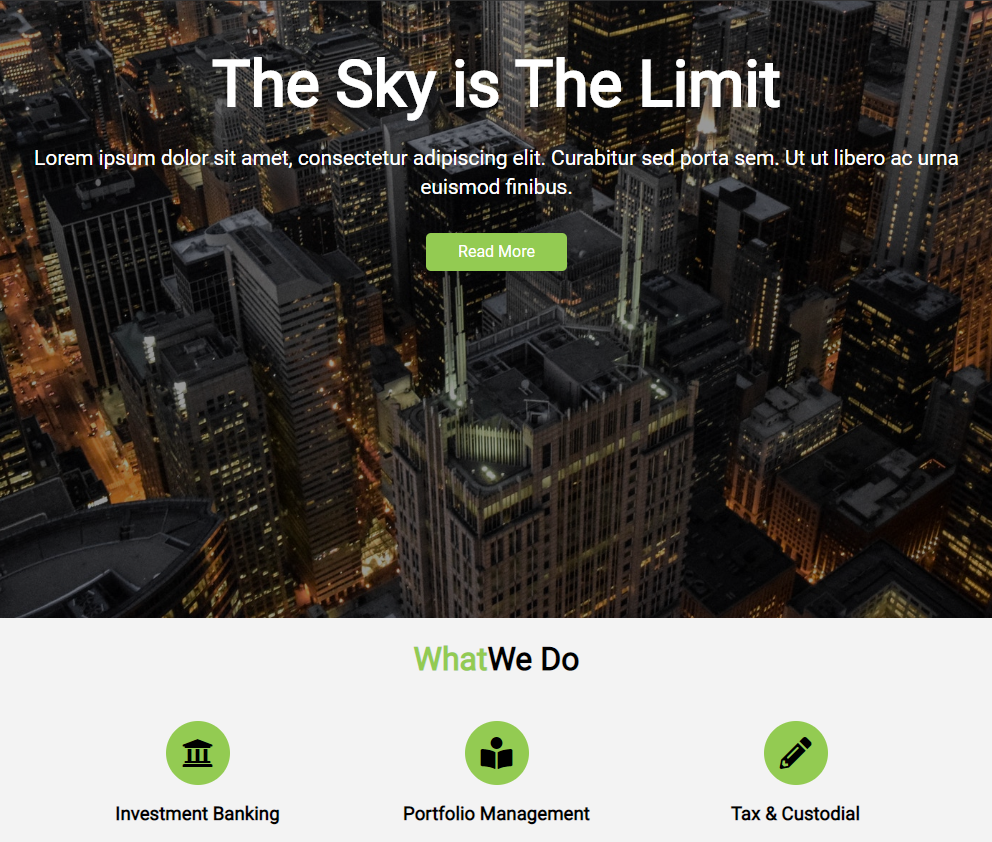 The Sky is The Limit
Lorem ipsum dolor sit amet, consectetur adipiscing elit. Curabitur sed porta sem. Ut ut libero ac urna
euismod finibus.
Read More
WhatWe Do
Investment Banking
Portfolio Management
Tax & Custodial